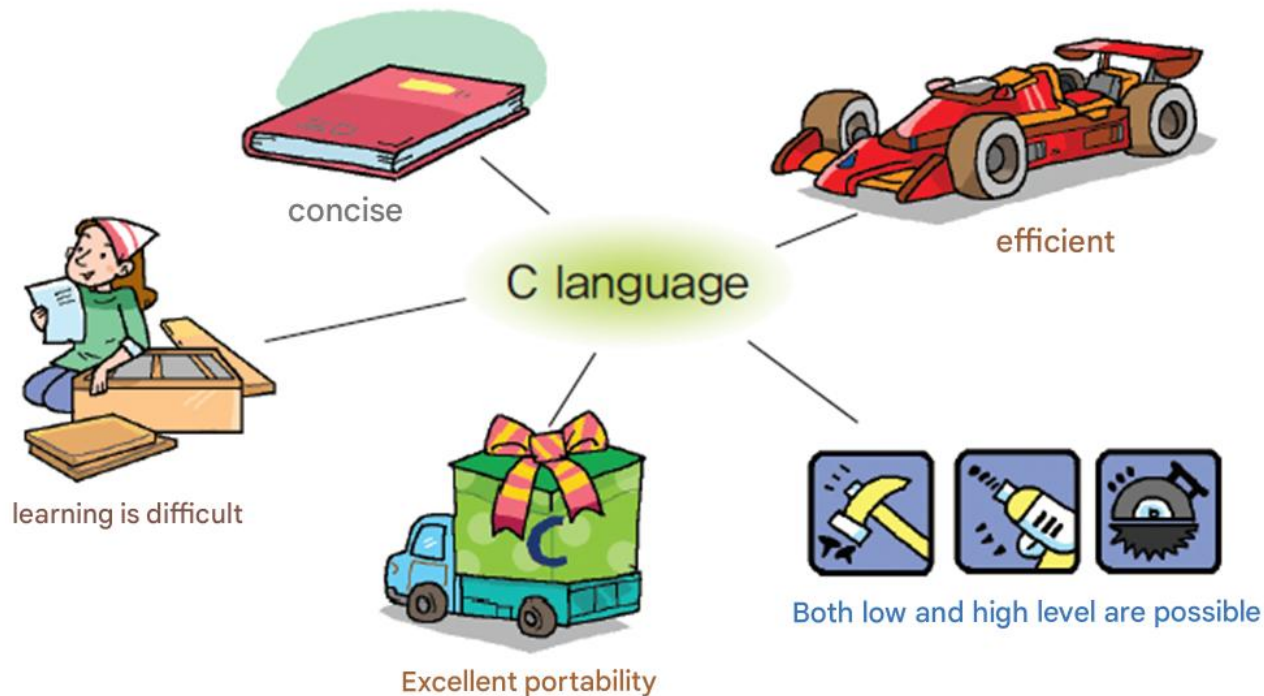 concise
efficient
C language
learning is difficult
C
Both low and high level are possible
Excellent portability